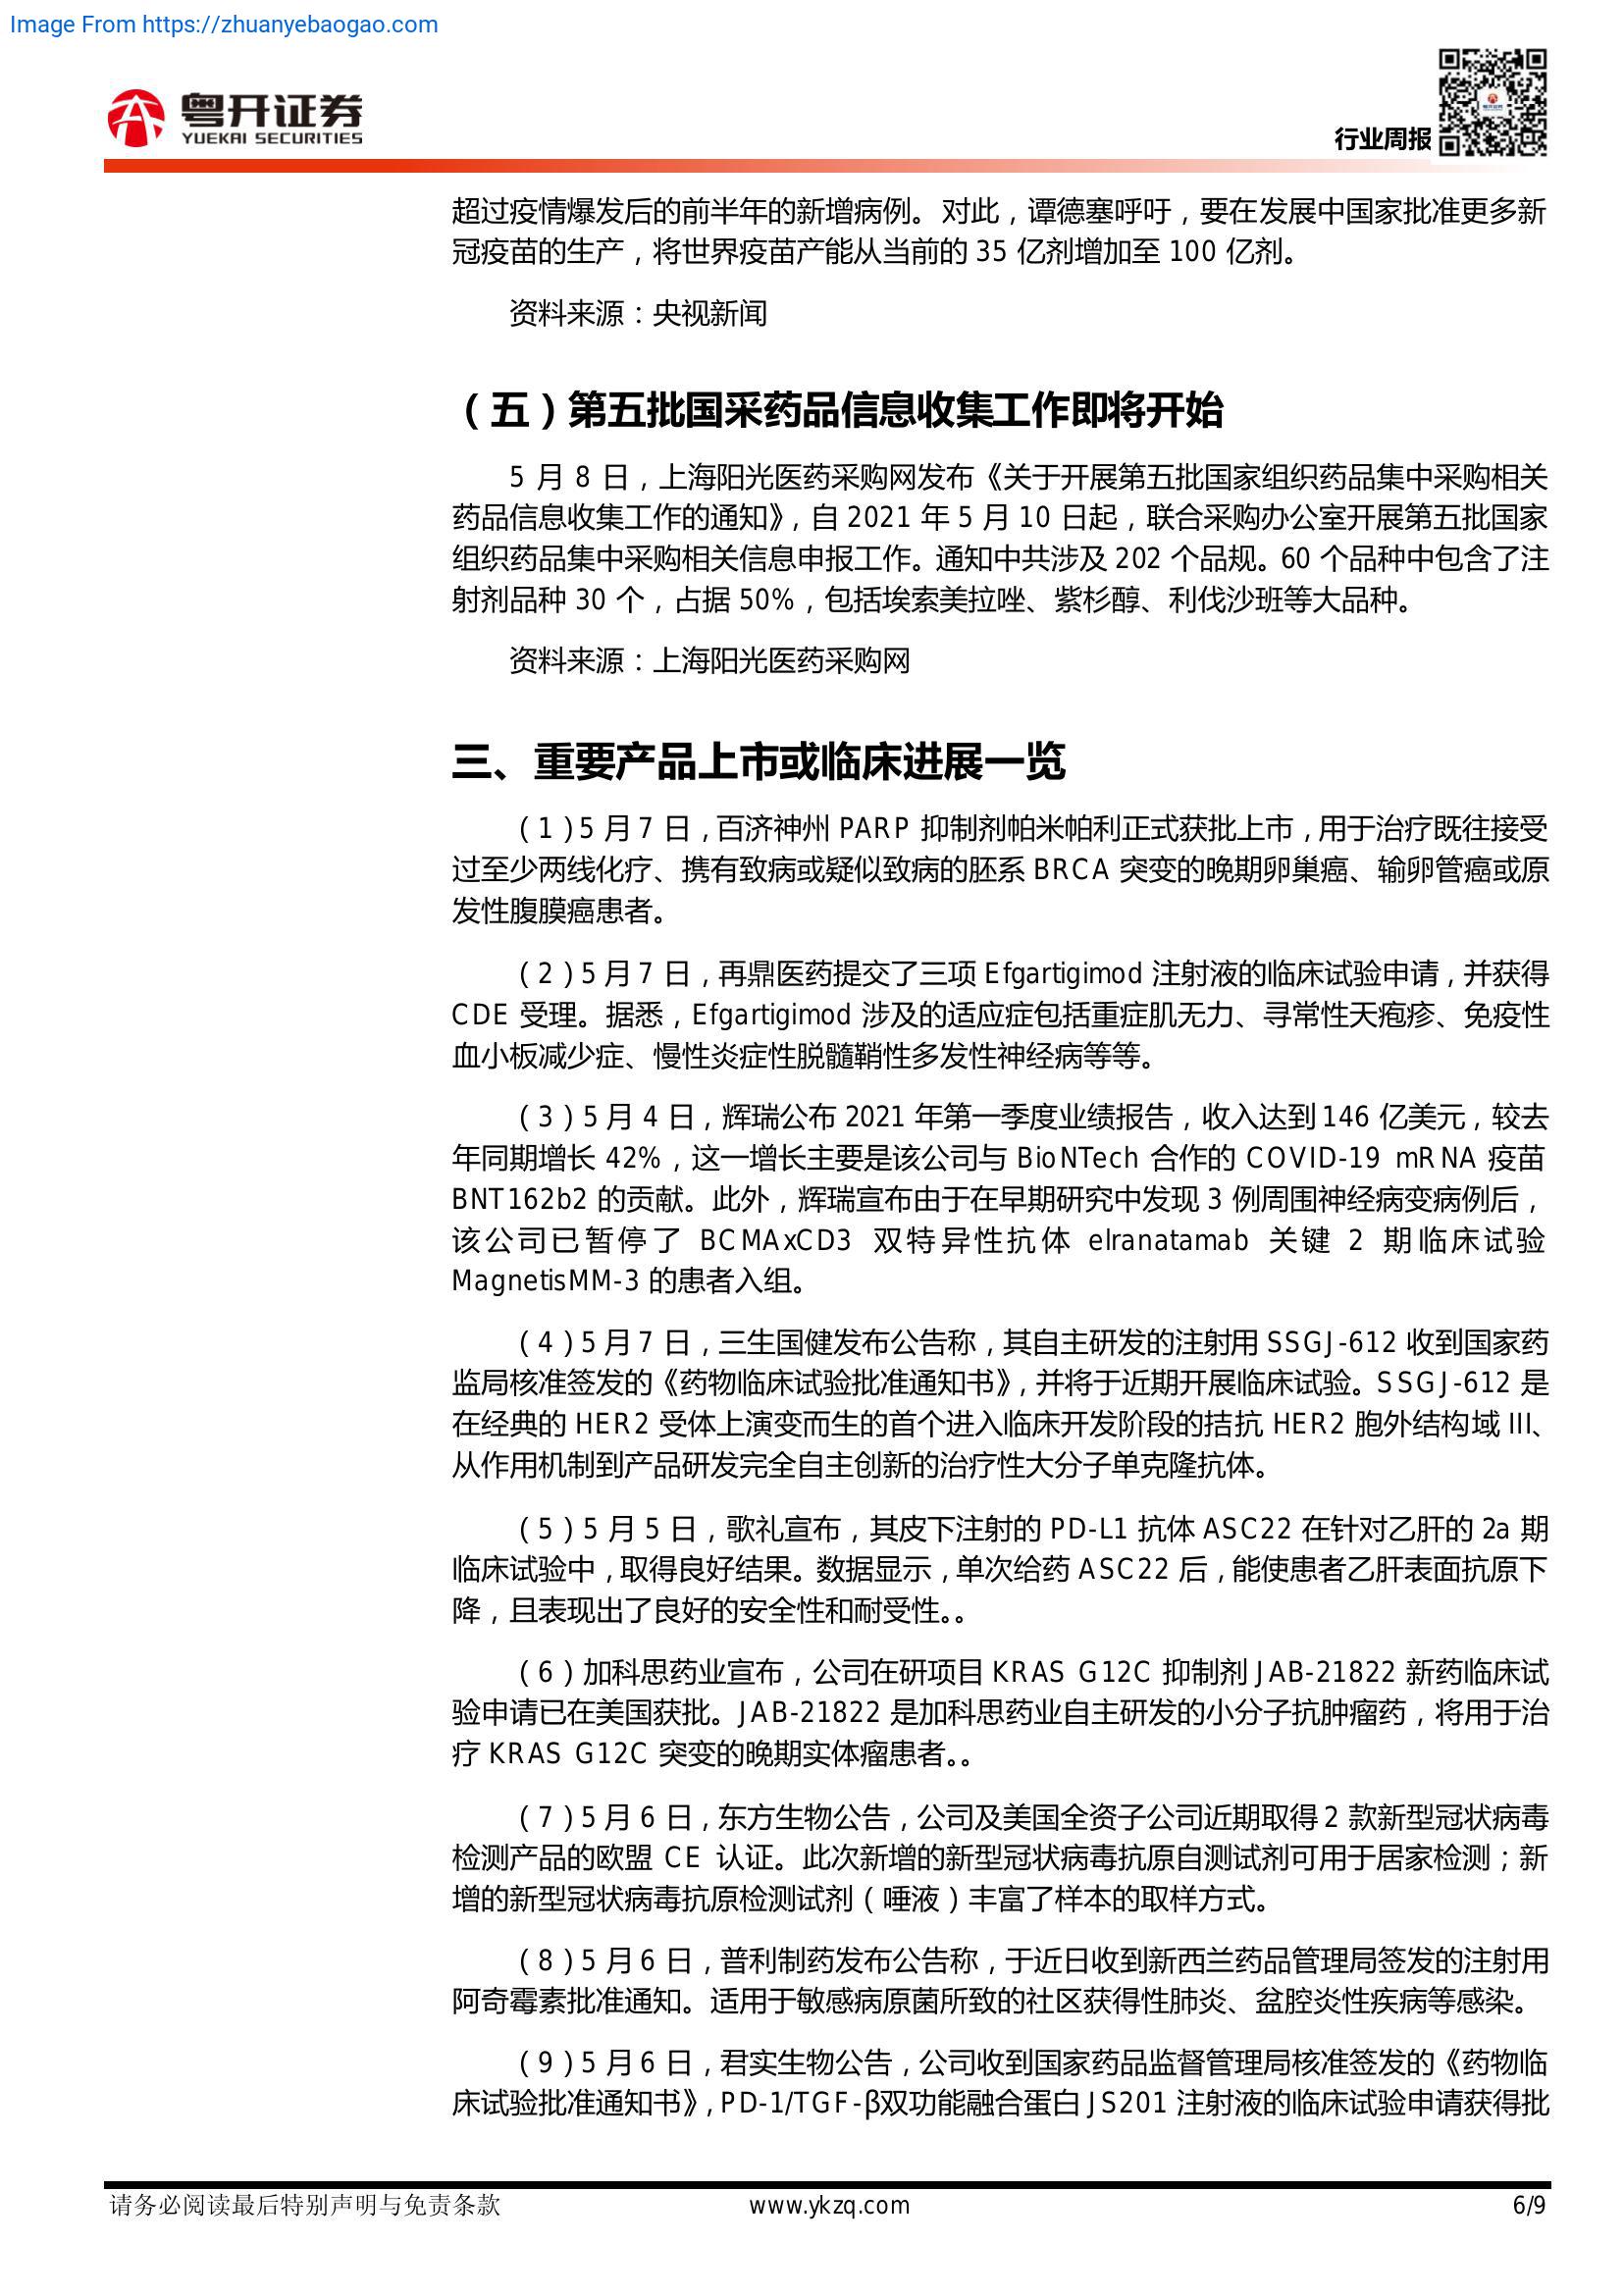 Image From https://zhuanyebaogao.com
粤开证券
YUEKAI SECURITIES
行业周报
超过疫情爆发后的前半年的新增病例。对此，谭德塞呼吁，要在发展中国家批准更多新
冠疫苗的生产，将世界疫苗产能从当前的 35 亿剂增加至 100 亿剂。
资料来源：央视新闻
（五）第五批国采药品信息收集工作即将开始
5 月 8 日，上海阳光医药采购网发布《关于开展第五批国家组织药品集中采购相关
药品信息收集工作的通知》，自 2021 年 5 月 10 日起，联合采购办公室开展第五批国家
组织药品集中采购相关信息申报工作。通知中共涉及 202 个品规。60 个品种中包含了注
射剂品种 30 个，占据 50%，包括埃索美拉唑、紫杉醇、利伐沙班等大品种。
资料来源：上海阳光医药采购网
三、重要产品上市或临床进展一览
（1）5 月 7 日，百济神州 PARP 抑制剂帕米帕利正式获批上市，用于治疗既往接受
过至少两线化疗、携有致病或疑似致病的胚系 BRCA 突变的晚期卵巢癌、输卵管癌或原
发性腹膜癌患者。
（2）5 月 7 日，再鼎医药提交了三项 Efgartigimod 注射液的临床试验申请，并获得
CDE 受理。据悉，Efgartigimod 涉及的适应症包括重症肌无力、寻常性天疱疹、免疫性
血小板减少症、慢性炎症性脱髓鞘性多发性神经病等等。
（3）5 月 4 日，辉瑞公布 2021 年第一季度业绩报告，收入达到 146 亿美元，较去
年同期增长 42%，这一增长主要是该公司与 BioNTech 合作的 COVID-19 mRNA 疫苗
BNT162b2 的贡献。此外，辉瑞宣布由于在早期研究中发现 3 例周围神经病变病例后，
该公司已暂停了 BCMAxCD3 双特异性抗体 elranatamab 关键 2 期临床试验
MagnetisMM-3 的患者入组。
（4）5 月 7 日，三生国健发布公告称，其自主研发的注射用 SSGJ-612 收到国家药
监局核准签发的《药物临床试验批准通知书》，并将于近期开展临床试验。SSGJ-612 是
在经典的 HER2 受体上演变而生的首个进入临床开发阶段的拮抗 HER2 胞外结构域 III、
从作用机制到产品研发完全自主创新的治疗性大分子单克隆抗体。
（5）5 月 5 日，歌礼宣布，其皮下注射的 PD-L1 抗体 ASC22 在针对乙肝的 2a 期
临床试验中，取得良好结果。数据显示，单次给药 ASC22 后，能使患者乙肝表面抗原下
降，且表现出了良好的安全性和耐受性。。
（6）加科思药业宣布，公司在研项目 KRAS G12C 抑制剂 JAB-21822 新药临床试
验申请已在美国获批。JAB-21822 是加科思药业自主研发的小分子抗肿瘤药，将用于治
疗 KRAS G12C 突变的晚期实体瘤患者。。
（7）5 月 6 日，东方生物公告，公司及美国全资子公司近期取得 2 款新型冠状病毒
检测产品的欧盟 CE 认证。此次新增的新型冠状病毒抗原自测试剂可用于居家检测；新
增的新型冠状病毒抗原检测试剂（唾液）丰富了样本的取样方式。
（8）5 月 6 日，普利制药发布公告称，于近日收到新西兰药品管理局签发的注射用
阿奇霉素批准通知。适用于敏感病原菌所致的社区获得性肺炎、盆腔炎性疾病等感染。
（9）5 月 6 日，君实生物公告，公司收到国家药品监督管理局核准签发的《药物临
床试验批准通知书》，PD-1/TGF-β双功能融合蛋白 JS201 注射液的临床试验申请获得批
请务必阅读最后特别声明与免责条款
www.ykzq.com
6/9